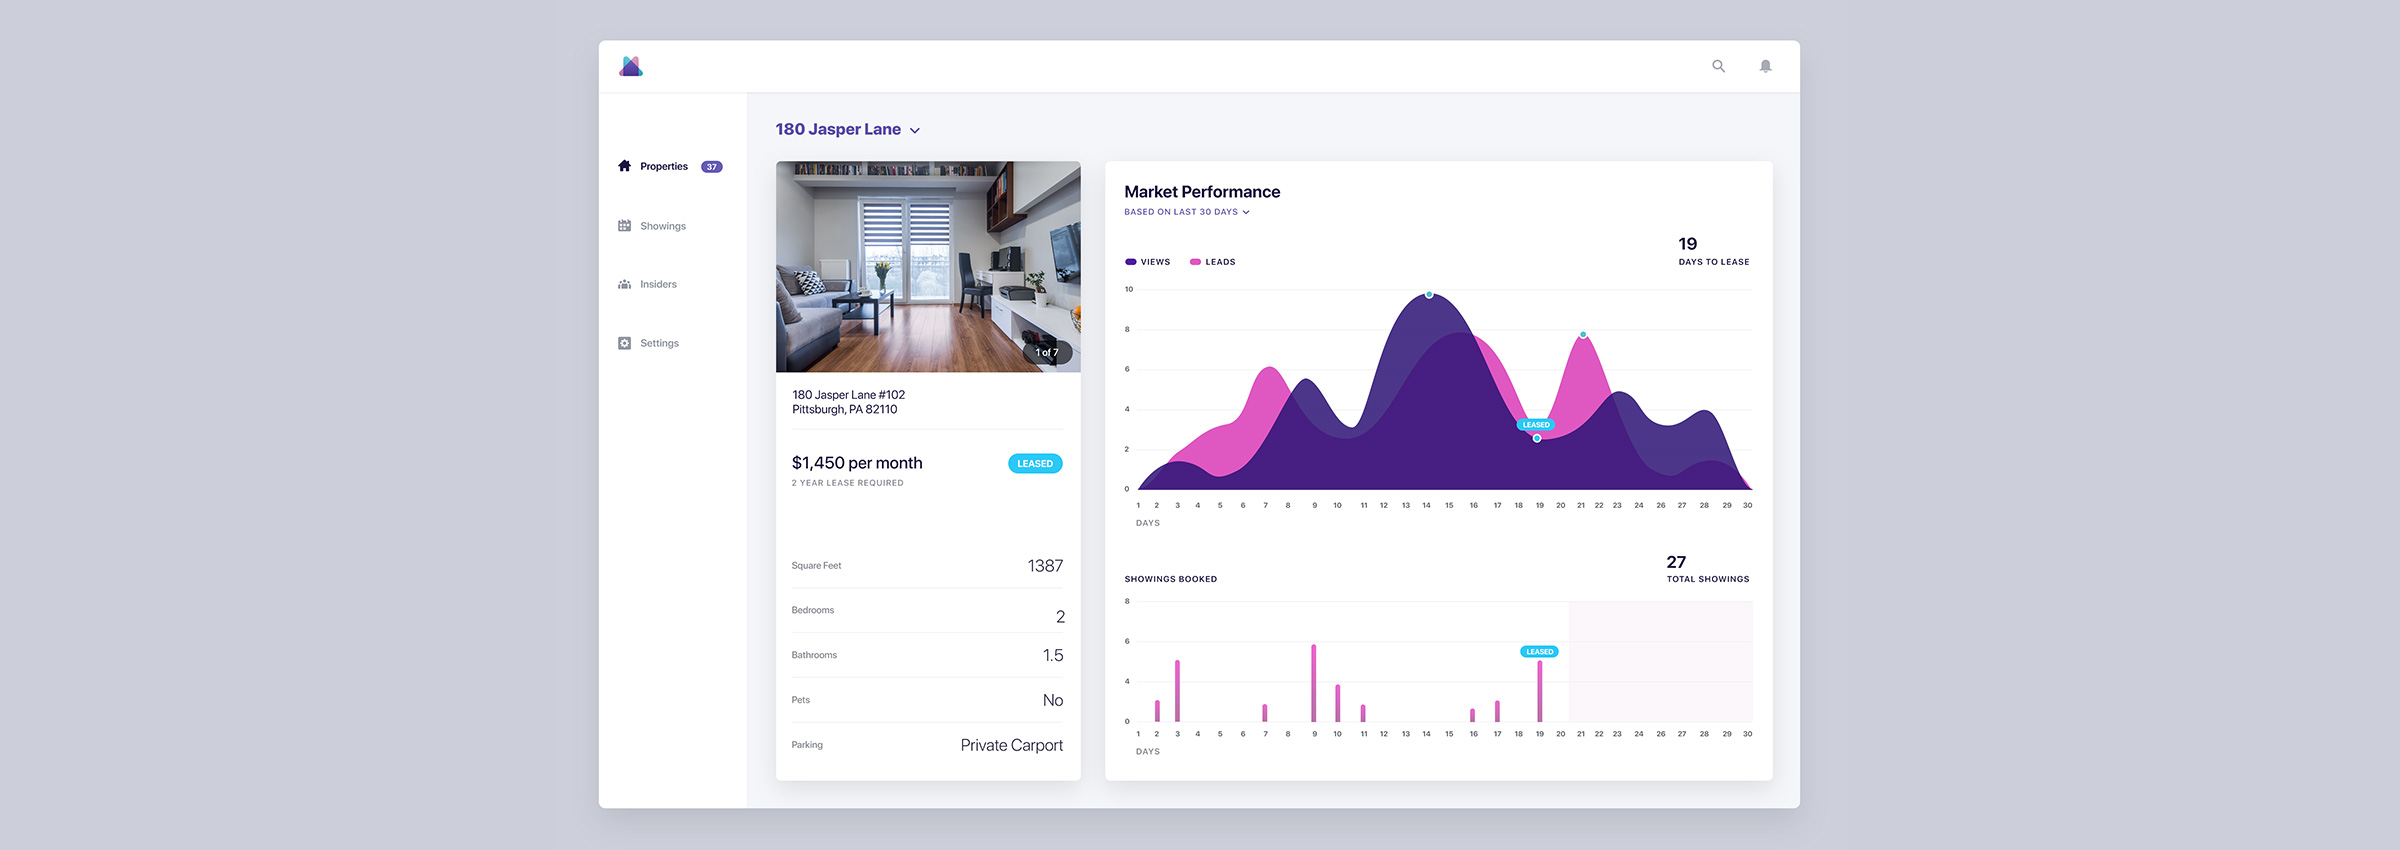 180 Jasper Lane
Properties 37
Showings
Insiders
Settings
1 of 7
180 Jasper Lane #102
Pittsburgh, PA 82110
$1,450 per month
LEASED
2 YEAR LEASE REQUIRED
Square Feet 1387
Bedrooms 2
Bathrooms 1.5
Pets No
Parking Private Carport
Market Performance
BASED ON LAST 30 DAYS
VIEWS LEADS
19
DAYS TO LEASE
10
8
6
4
2
0
LEASED
1 2 3 4 5 6 7 8 9 10 11 12 13 14 15 16 17 18 19 20 21 22 23 24 26 27 28 29 30
DAYS
27
SHOWINGS BOOKED
TOTAL SHOWINGS
8
6
4
0
LEASED
1 2 3 4 5 6 7 8 9 10 11 12 13 14 15 16 17 18 19 20 21 22 23 24 26 27 28 29 30
DAYS